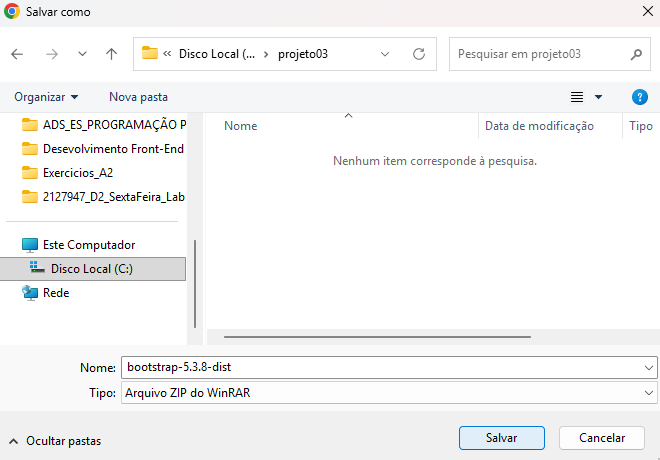 Salvar como
« Disco Local (... › projeto03
Pesquisar em projeto03
Organizar
Nova pasta
?
ADS_ES_PROGRAMAÇÃO P
Desevolvimento Front-End
Exercicios_A2
2127947_D2_SextaFeira_Lab
Este Computador
Disco Local (C:)
Rede
Nome
Data de modificação
Tipo
Nenhum item corresponde à pesquisa.
Nome: bootstrap-5.3.8-dist
Tipo: Arquivo ZIP do WinRAR
Ocultar pastas
Salvar
Cancelar